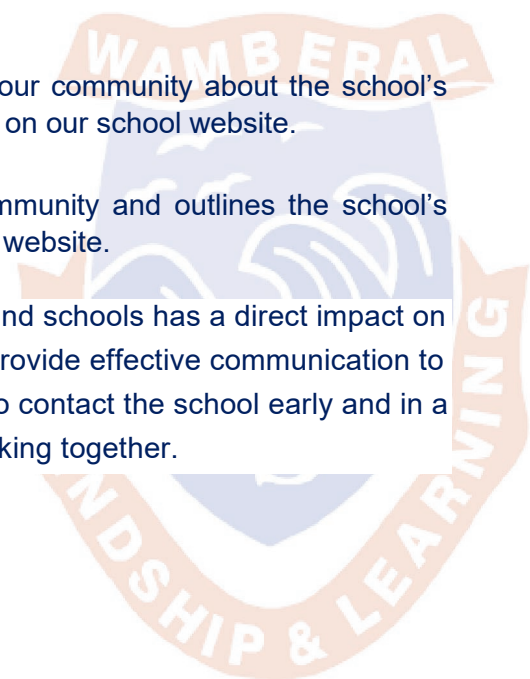 WAMBERAL
our community about the school's
on our school website.
mmunity and outlines the school's
website.
nd schools has a direct impact on
rovide effective communication to
o contact the school early and in a
king together.
NDSHIP & LEARNING